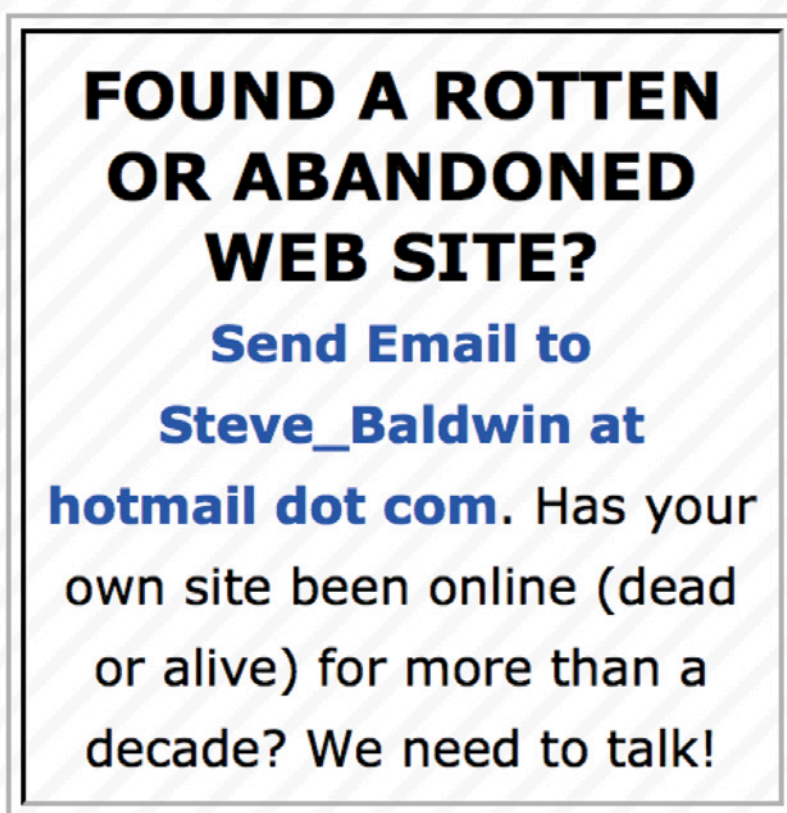 FOUND A ROTTEN
OR ABANDONED
WEB SITE?
Send Email to
Steve_Baldwin at
hotmail dot com. Has your
own site been online (dead
or alive) for more than a
decade? We need to talk!